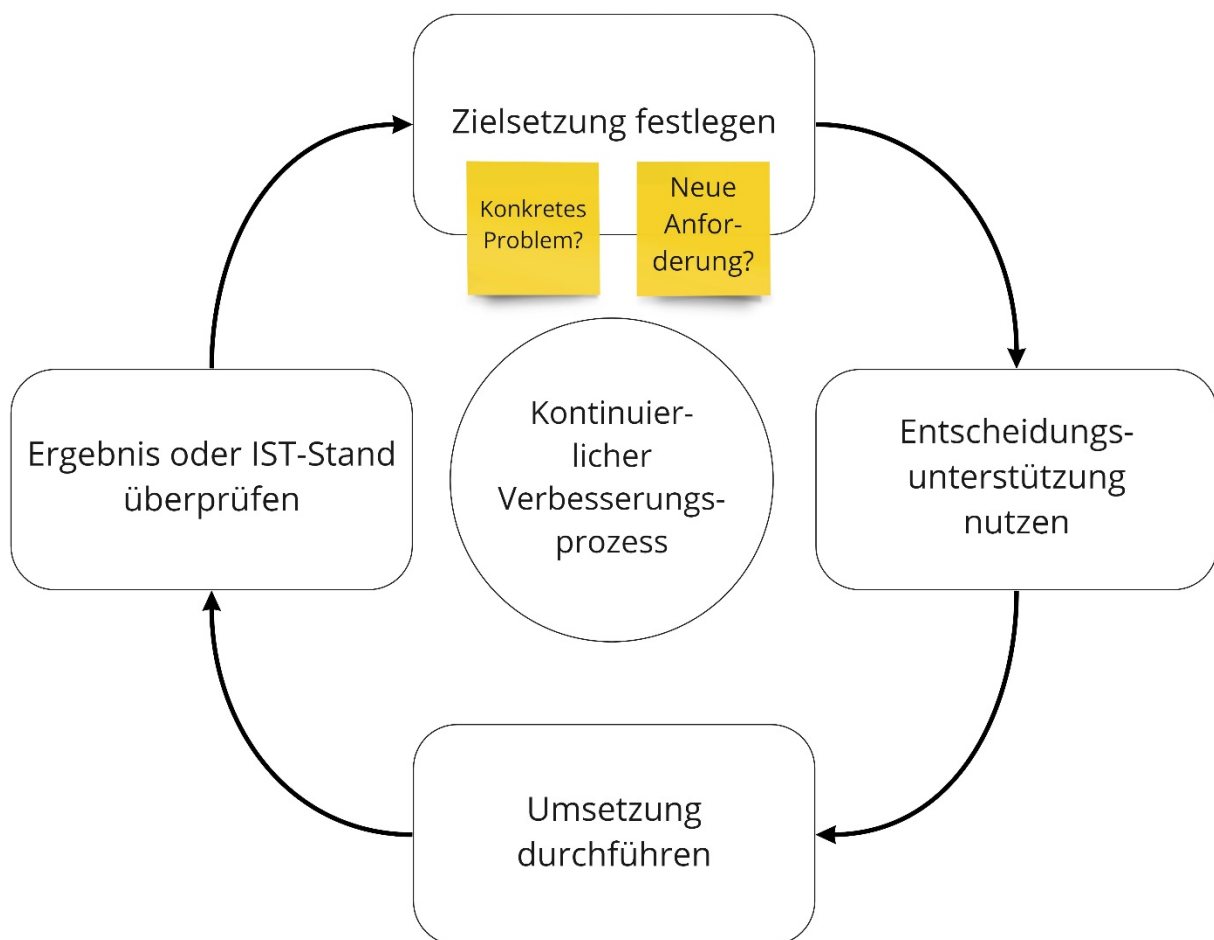 Zielsetzung festlegen
Konkretes
Problem?
Neue
Anfor-
derung?
Entscheidungs-
unterstützung
nutzen
Umsetzung
durchführen
Ergebnis oder IST-Stand
überprüfen
Kontinuier-
licher
Verbesserungs-
prozess